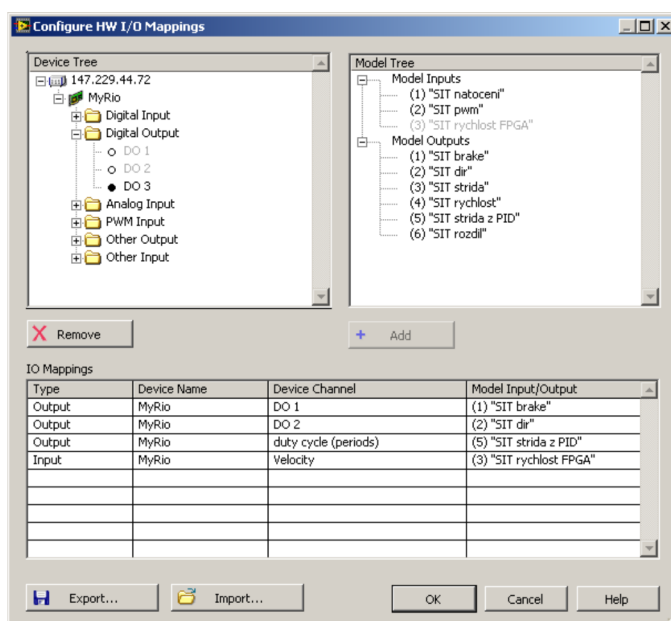 Configure HW I/O Mappings
Device Tree
147.229.44.72
MyRio
Digital Input
Digital Output
DO 1
DO 2
DO 3
Analog Input
PWM Input
Other Output
Other Input
Model Tree
Model Inputs
(1) "SIT natoceni"
(2) "SIT pwm"
(3) "SIT rychlost FPGA"
Model Outputs
(1) "SIT brake"
(2) "SIT dir"
(3) "SIT strida"
(4) "SIT rychlost"
(5) "SIT strida z PID"
(6) "SIT rozdil"
Remove
+ Add
IO Mappings
Type Device Name Device Channel Model Input/Output
Output MyRio DO 1 (1) "SIT brake"
Output MyRio DO 2 (2) "SIT dir"
Output MyRio duty cycle (periods) (5) "SIT strida z PID"
Input MyRio Velocity (3) "SIT rychlost FPGA"
Export... Import... OK Cancel Help